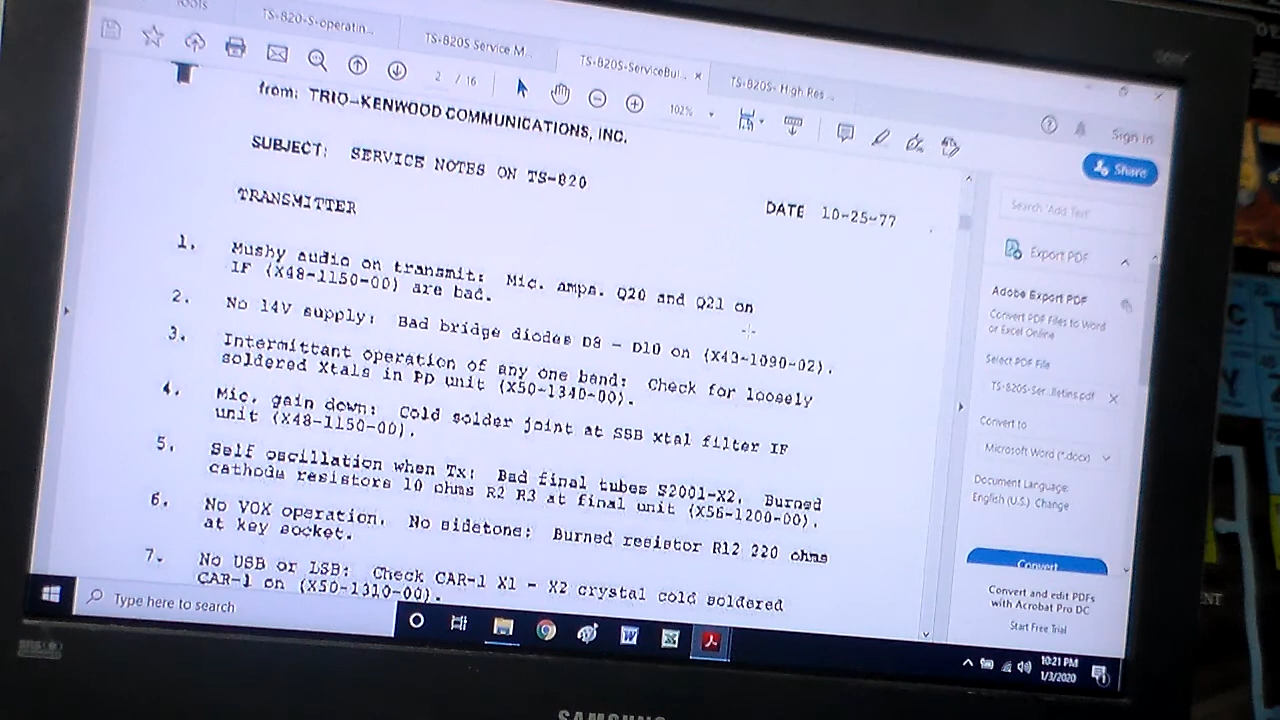 TS-820-S-operatin...
TS-820S Service M...
TS-820S-ServiceBul...
TS-820S- High Res ...
2 / 16
102%
Sign In
Share
from: TRIO-KENWOOD COMMUNICATIONS, INC.
SUBJECT: SERVICE NOTES ON TS-820
DATE 10-25-77
TRANSMITTER
1. Mushy audio on transmit: Mic. amps. Q20 and Q21 on
IF (X48-1150-00) are bad.
2. No 14V supply: Bad bridge diodes D8 - D10 on (X43-1090-02).
3. Intermittant operation of any one band: Check for loosely
soldered Xtals in Pp unit (X50-1340-00).
4. Mic. gain down: Cold solder joint at SSB xtal filter IF
unit (X48-1150-00).
5. Self oscillation when Tx: Bad final tubes S2001-X2. Burned
cathode resistors 10 ohms R2 R3 at final unit (X56-1200-00).
6. No VOX operation. No sidetone: Burned resistor R12 220 ohms
at key socket.
7. No USB or LSB: Check CAR-1 X1 - X2 crystal cold soldered
CAR-1 on (X50-1310-00).
Search 'Add Text'
Export PDF
Adobe Export PDF
Convert PDF Files to Word
or Excel Online
Select PDF File
TS-820S-Ser...lletins.pdf
Convert to
Microsoft Word (*.docx)
Document Language:
English (U.S.) Change
Convert
Convert and edit PDFs
with Acrobat Pro DC
Start Free Trial
Type here to search
10:21 PM
1/3/2020
SAMSUNG